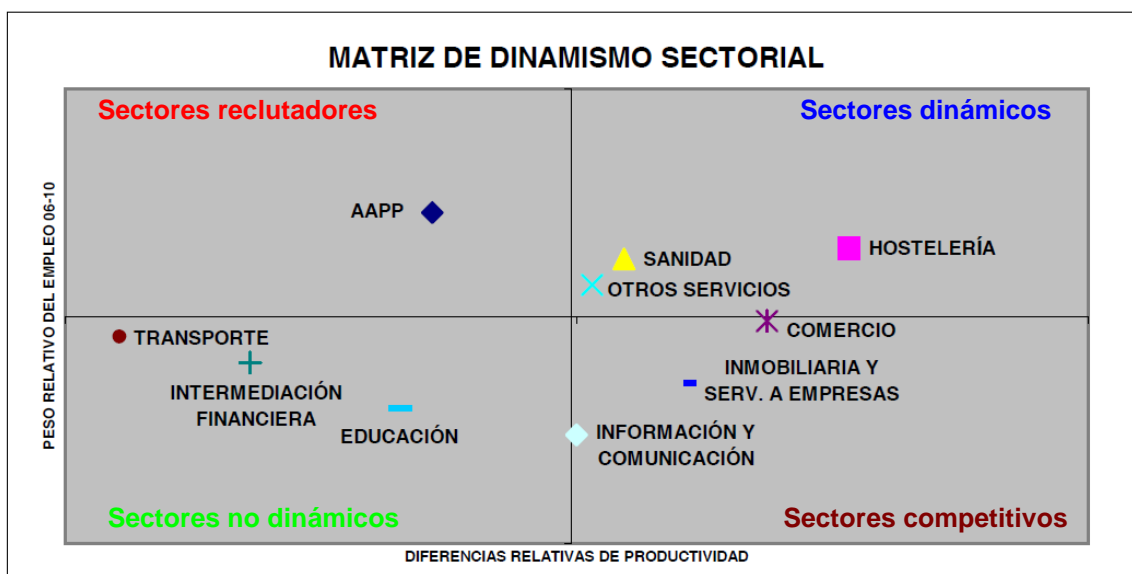 MATRIZ DE DINAMISMO SECTORIAL
Sectores reclutadores
Sectores dinámicos
PESO RELATIVO DEL EMPLEO 06-10
AAPP
SANIDAD
HOSTELERÍA
OTROS SERVICIOS
TRANSPORTE
COMERCIO
INTERMEDIACIÓN
FINANCIERA
INMOBILIARIA Y
SERV. A EMPRESAS
EDUCACIÓN
INFORMACIÓN Y
COMUNICACIÓN
Sectores no dinámicos
Sectores competitivos
DIFERENCIAS RELATIVAS DE PRODUCTIVIDAD